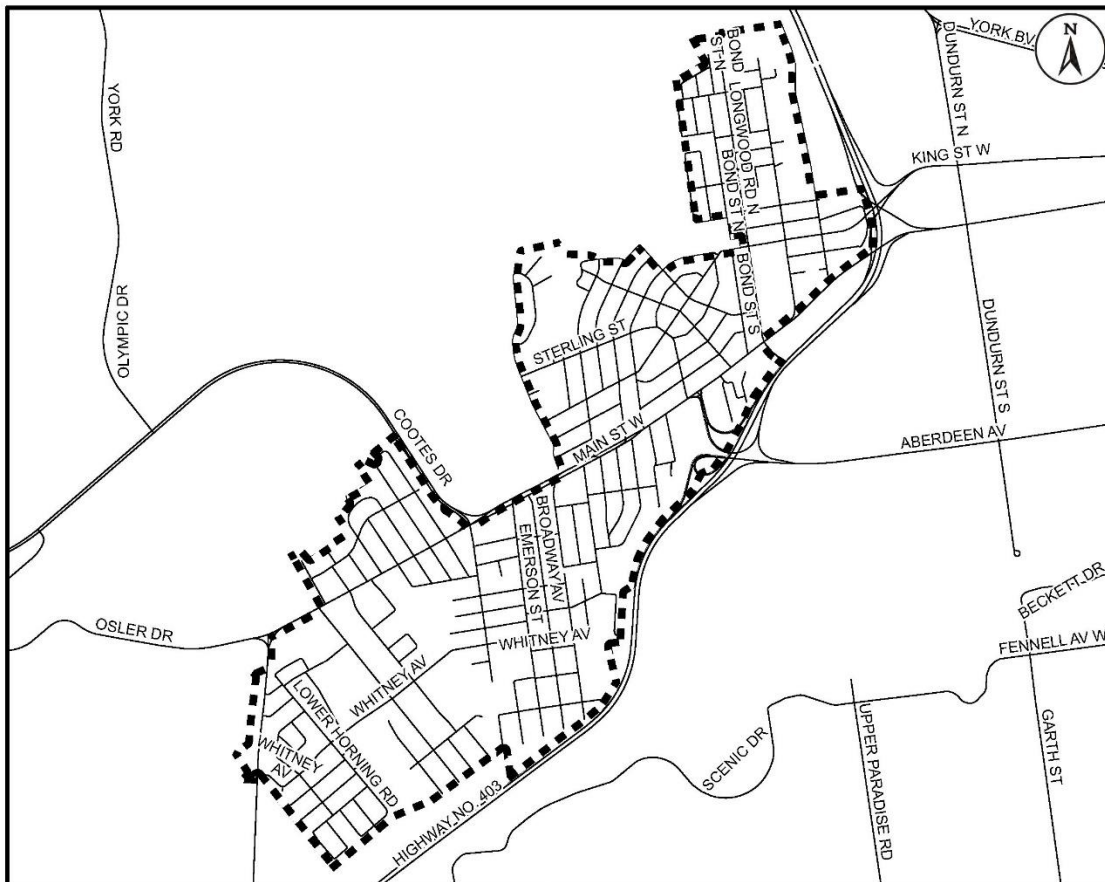 N
YORK BV
DUNDURN ST N
BOND
ST N
LONGWOOD RD N
BOND ST N
KING ST W
YORK RD
OLYMPIC DR
BOND ST S
STERLING ST
DUNDURN ST S
COOTES DR
MAIN ST W
ABERDEEN AV
BROADWAY AV
EMERSON ST
BECKETT DR
OSLER DR
WHITNEY AV
FENNELL AV W
WHITNEY AV
LOWER HORNING RD
WHITNEY
AV
SCENIC DR
UPPER PARADISE RD
GARTH ST
HIGHWAY NO. 403